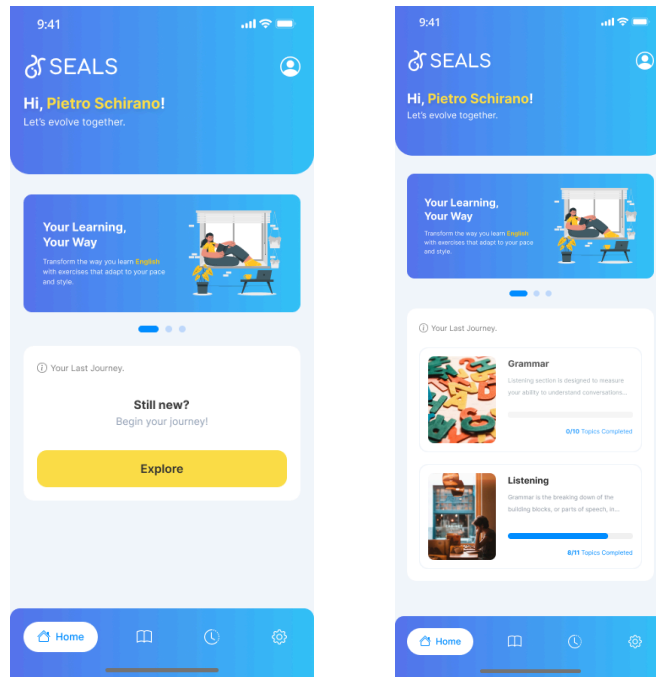 9:41
SEALS
Hi, Pietro Schirano!
Let's evolve together.
Your Learning,
Your Way
Transform the way you learn English
with exercises that adapt to your pace
and style.
Your Last Journey.
Still new?
Begin your journey!
Explore
Home
9:41
SEALS
Hi, Pietro Schirano!
Let's evolve together.
Your Learning,
Your Way
Transform the way you learn English
with exercises that adapt to your pace
and style.
Your Last Journey.
Grammar
Listening section is designed to measure
your ability to understand conversations...
0/10 Topics Completed
Listening
Grammar is the breaking down of the
building blocks, or parts of speech, in...
8/11 Topics Completed
Home